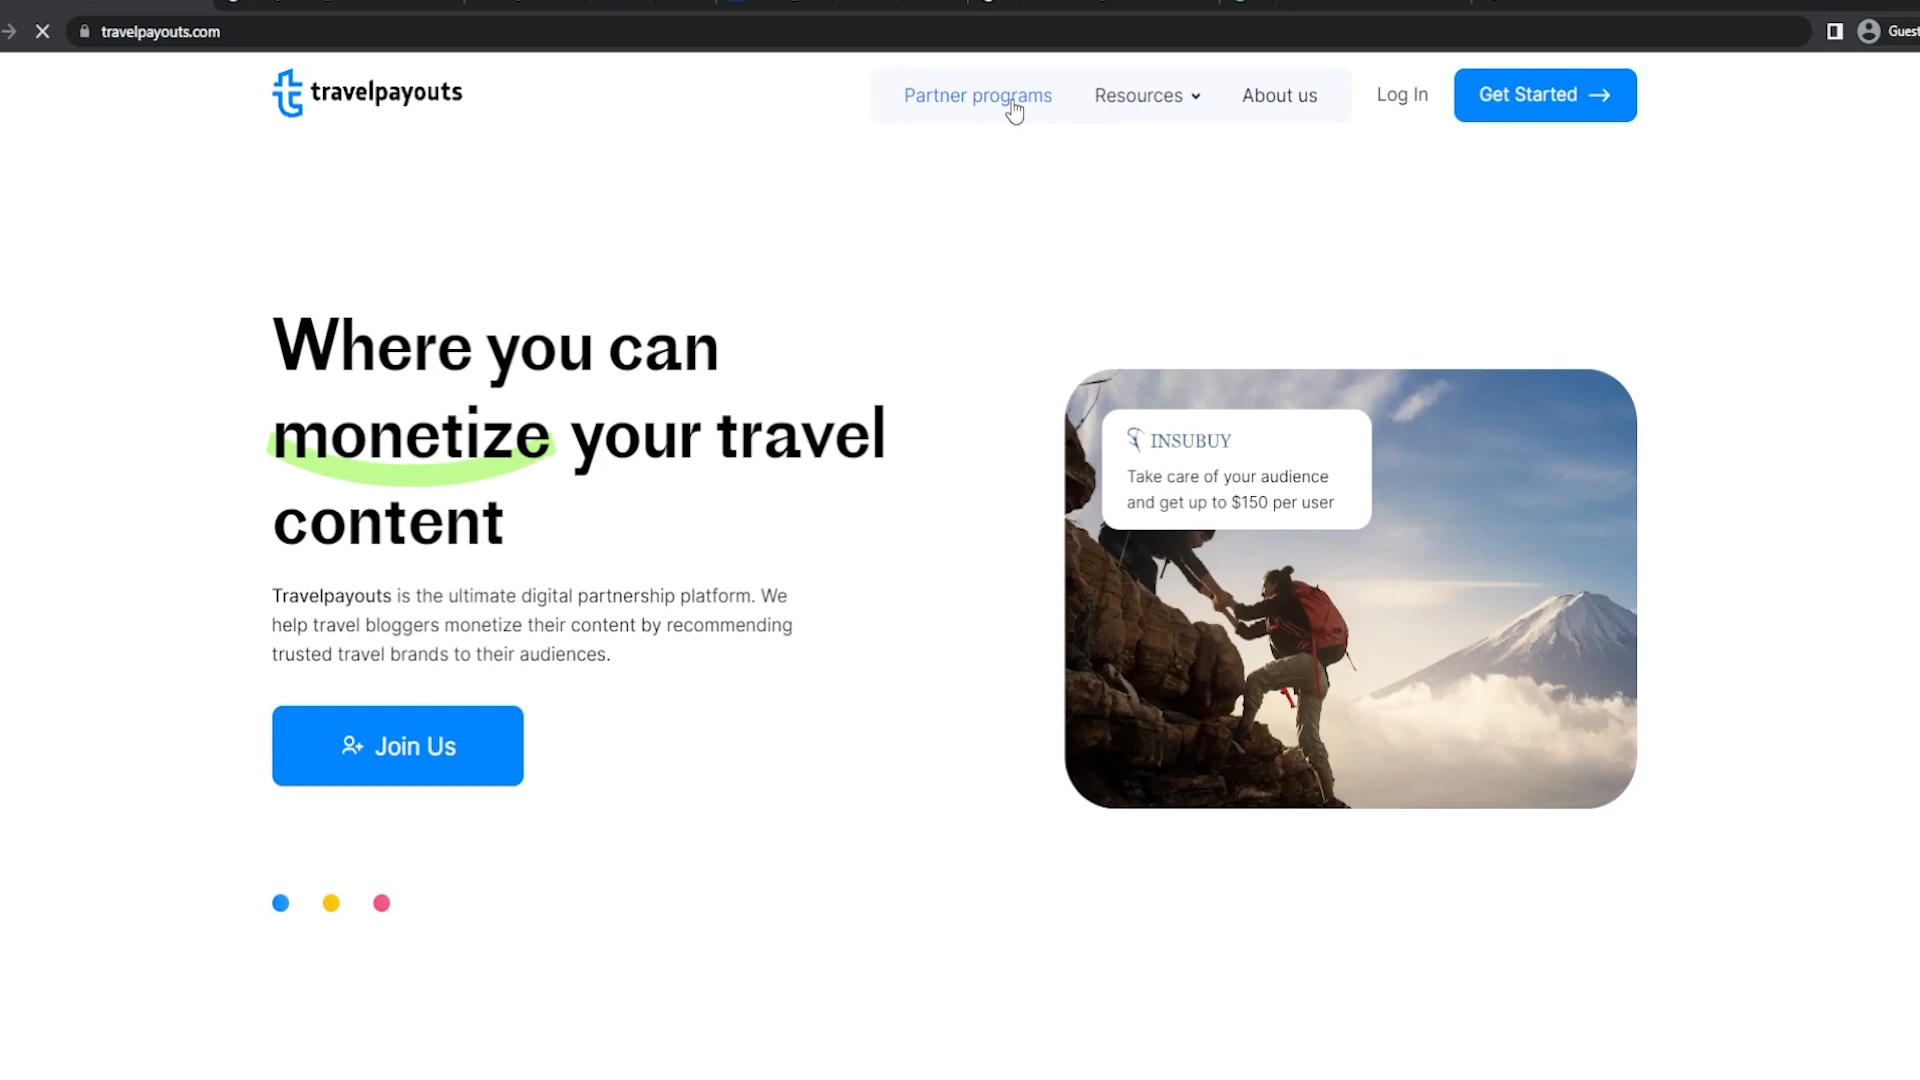 travelpayouts.com
Guest
travelpayouts
Partner programs
Resources
About us
Log In
Get Started
Where you can
monetize your travel
content
Travelpayouts is the ultimate digital partnership platform. We
help travel bloggers monetize their content by recommending
trusted travel brands to their audiences.
Join Us
INSUBUY
Take care of your audience
and get up to $150 per user